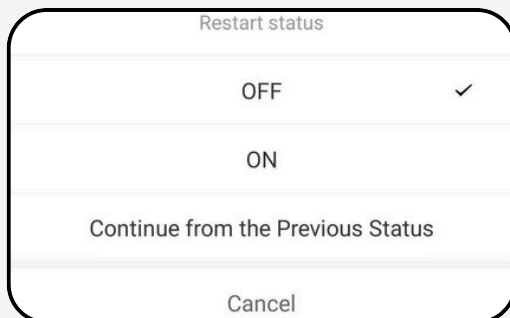 Restart status
OFF
ON
Continue from the Previous Status
Cancel